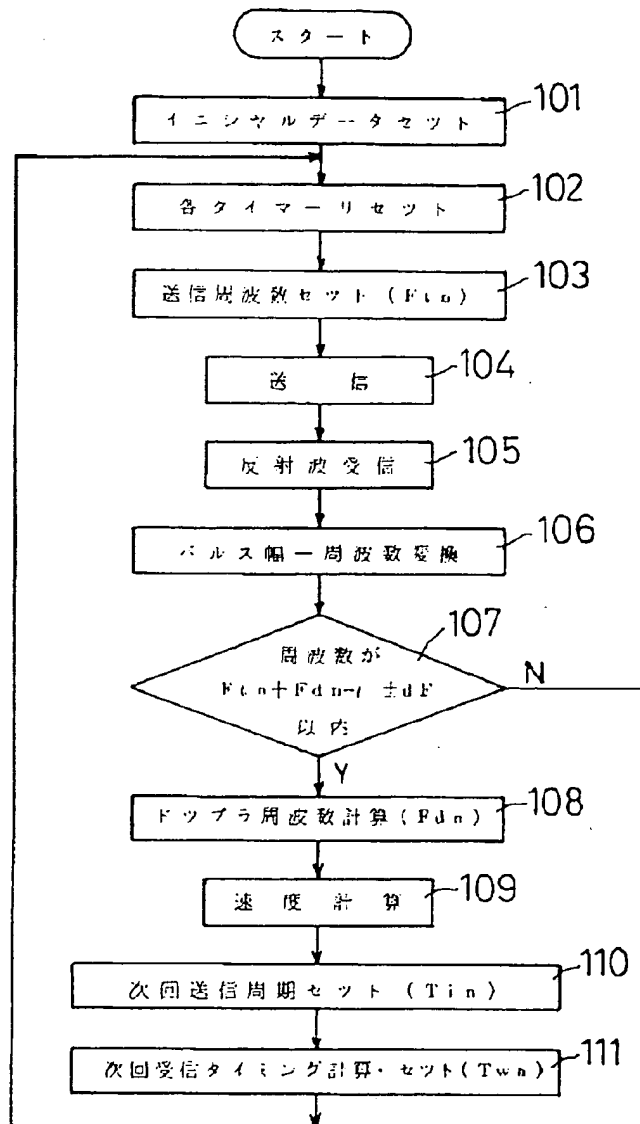 スタート
101
イニシャルデータセット
102
各タイマーリセット
103
送信周波数セット (Ftn)
104
送 信
105
反射波受信
106
パルス幅ー周波数変換
107
周波数が
Ftn+Fdn-1 ±dF
以内
N
Y
108
ドップラ周波数計算(Fdn)
109
速度計算
110
次回送信周期セット (Tin)
111
次回受信タイミング計算・セット(Twn)